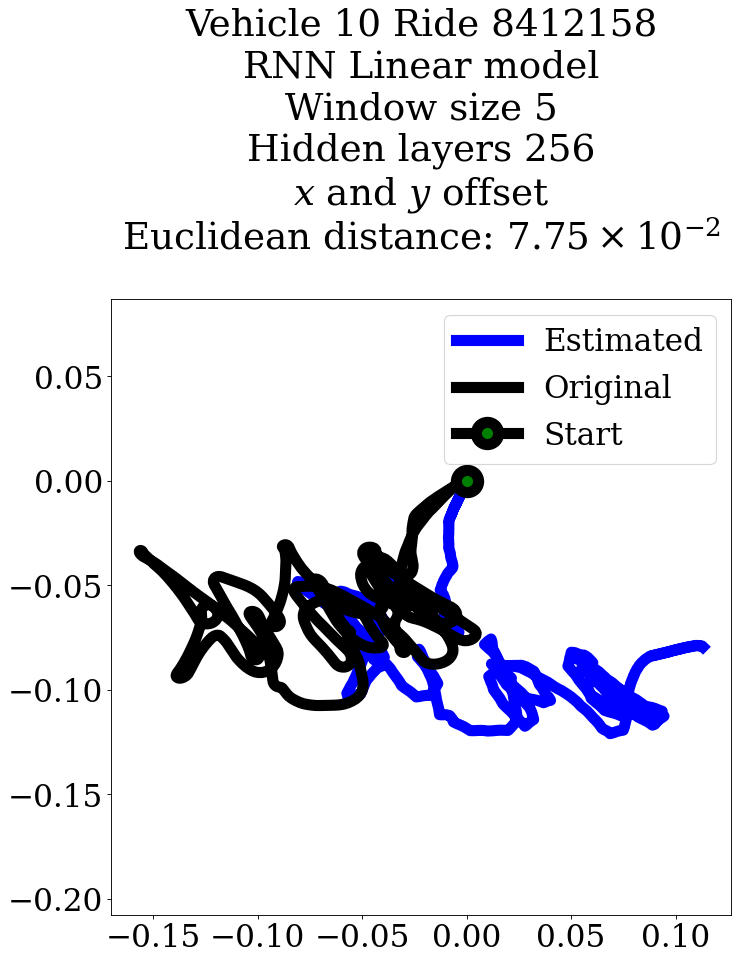 Vehicle 10 Ride 8412158
RNN Linear model
Window size 5
Hidden layers 256
x and y offset
Euclidean distance: 7.75 × 10⁻²
Estimated
Original
Start
0.05
0.00
−0.05
−0.10
−0.15
−0.20
−0.15 −0.10 −0.05 0.00 0.05 0.10